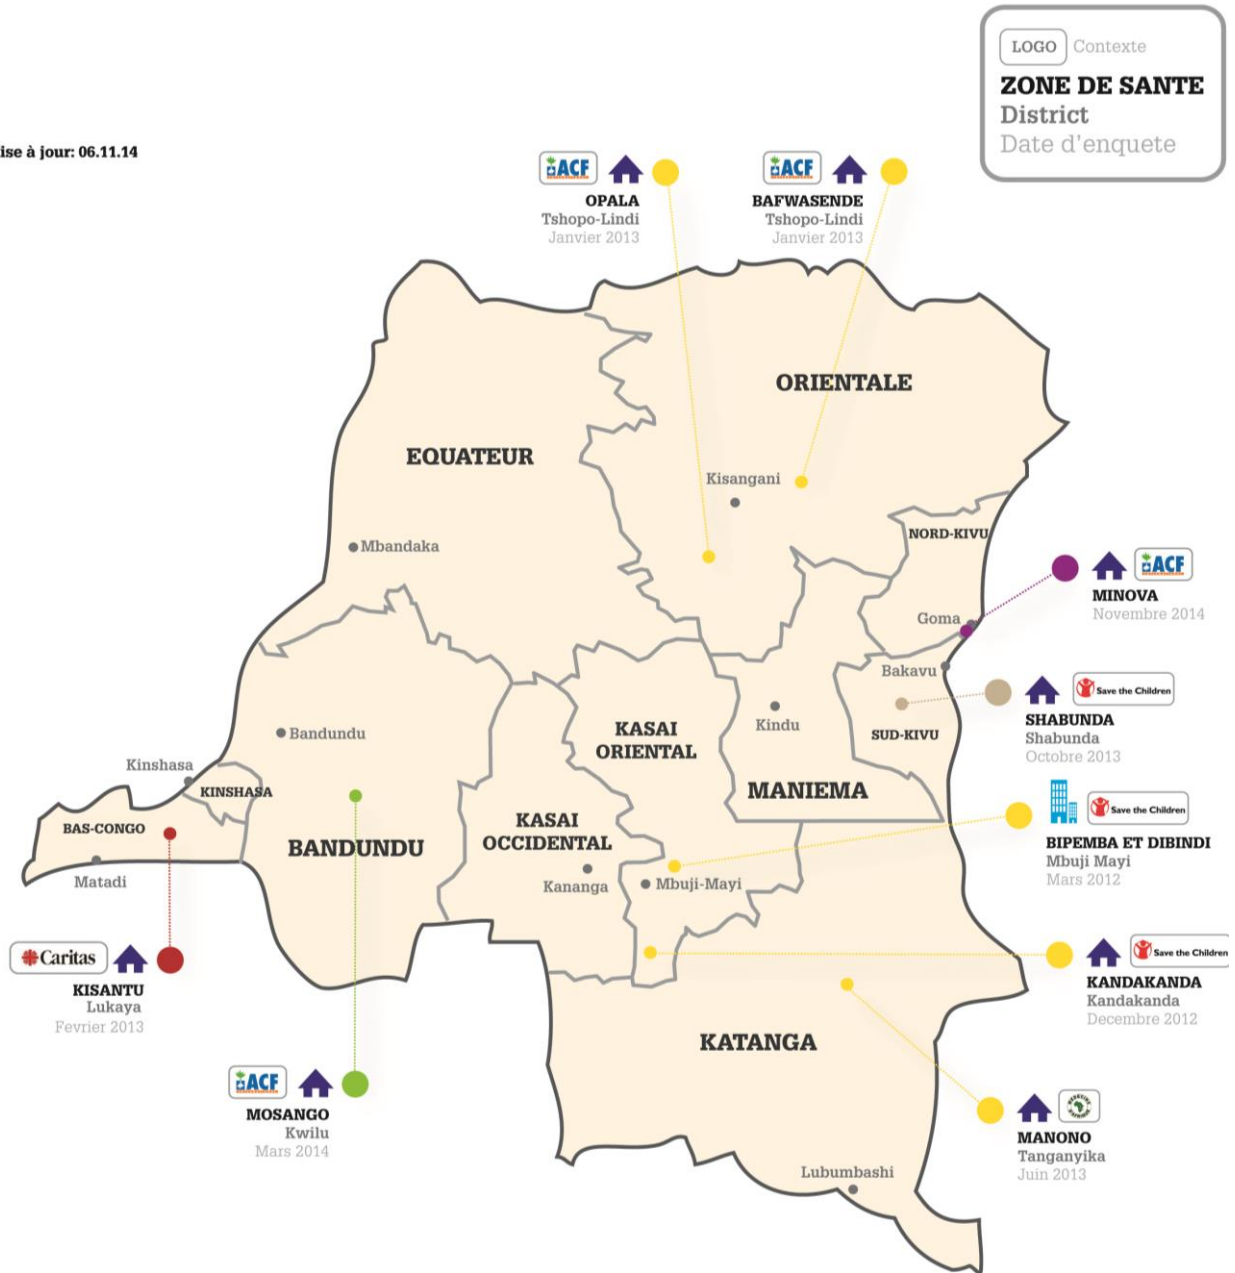 LOGO Contexte
ZONE DE SANTE
District
Date d'enquete
ise à jour: 06.11.14
ACF
OPALA
Tshopo-Lindi
Janvier 2013
ACF
BAFWASENDE
Tshopo-Lindi
Janvier 2013
ORIENTALE
EQUATEUR
Kisangani
Mbandaka
NORD-KIVU
Goma
ACF
MINOVA
Novembre 2014
Bakavu
Save the Children
SHABUNDA
Shabunda
Octobre 2013
Kindu
SUD-KIVU
KASAI
ORIENTAL
MANIEMA
Bandundu
Kinshasa
KINSHASA
BAS-CONGO
Matadi
BANDUNDU
KASAI
OCCIDENTAL
Kananga
Mbuji-Mayi
Save the Children
BIPEMBA ET DIBINDI
Mbuji Mayi
Mars 2012
Caritas
KISANTU
Lukaya
Fevrier 2013
Save the Children
KANDAKANDA
Kandakanda
Decembre 2012
KATANGA
ACF
MOSANGO
Kwilu
Mars 2014
MANONO
Tanganyika
Juin 2013
Lubumbashi